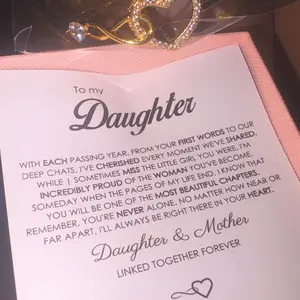 To my
Daughter
WITH EACH PASSING YEAR, FROM YOUR FIRST WORDS TO OUR
DEEP CHATS, I'VE CHERISHED EVERY MOMENT WE'VE SHARED.
WHILE I SOMETIMES MISS THE LITTLE GIRL YOU WERE, I'M
INCREDIBLY PROUD OF THE WOMAN YOU'VE BECOME.
SOMEDAY WHEN THE PAGES OF MY LIFE END, I KNOW THAT
YOU WILL BE ONE OF THE MOST BEAUTIFUL CHAPTERS.
REMEMBER, YOU'RE NEVER ALONE. NO MATTER HOW NEAR OR
FAR APART, I'LL ALWAYS BE RIGHT THERE IN YOUR HEART.
Daughter & Mother
LINKED TOGETHER FOREVER